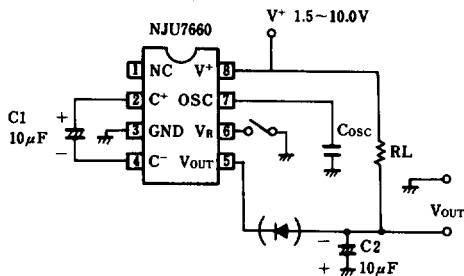 V+ 1.5~10.0V
NJU7660
1 NC V+ 8
2 C+ OSC 7
3 GND VR 6
4 C- VOUT 5
C1
10μF
+
-
COSC
RL
VOUT
-
+
C2
10μF